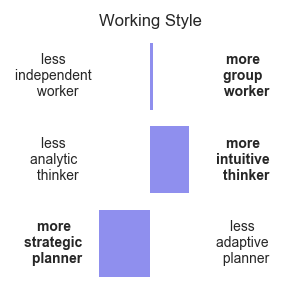 Working Style
less
independent
worker
more
group
worker
less
analytic
thinker
more
intuitive
thinker
more
strategic
planner
less
adaptive
planner